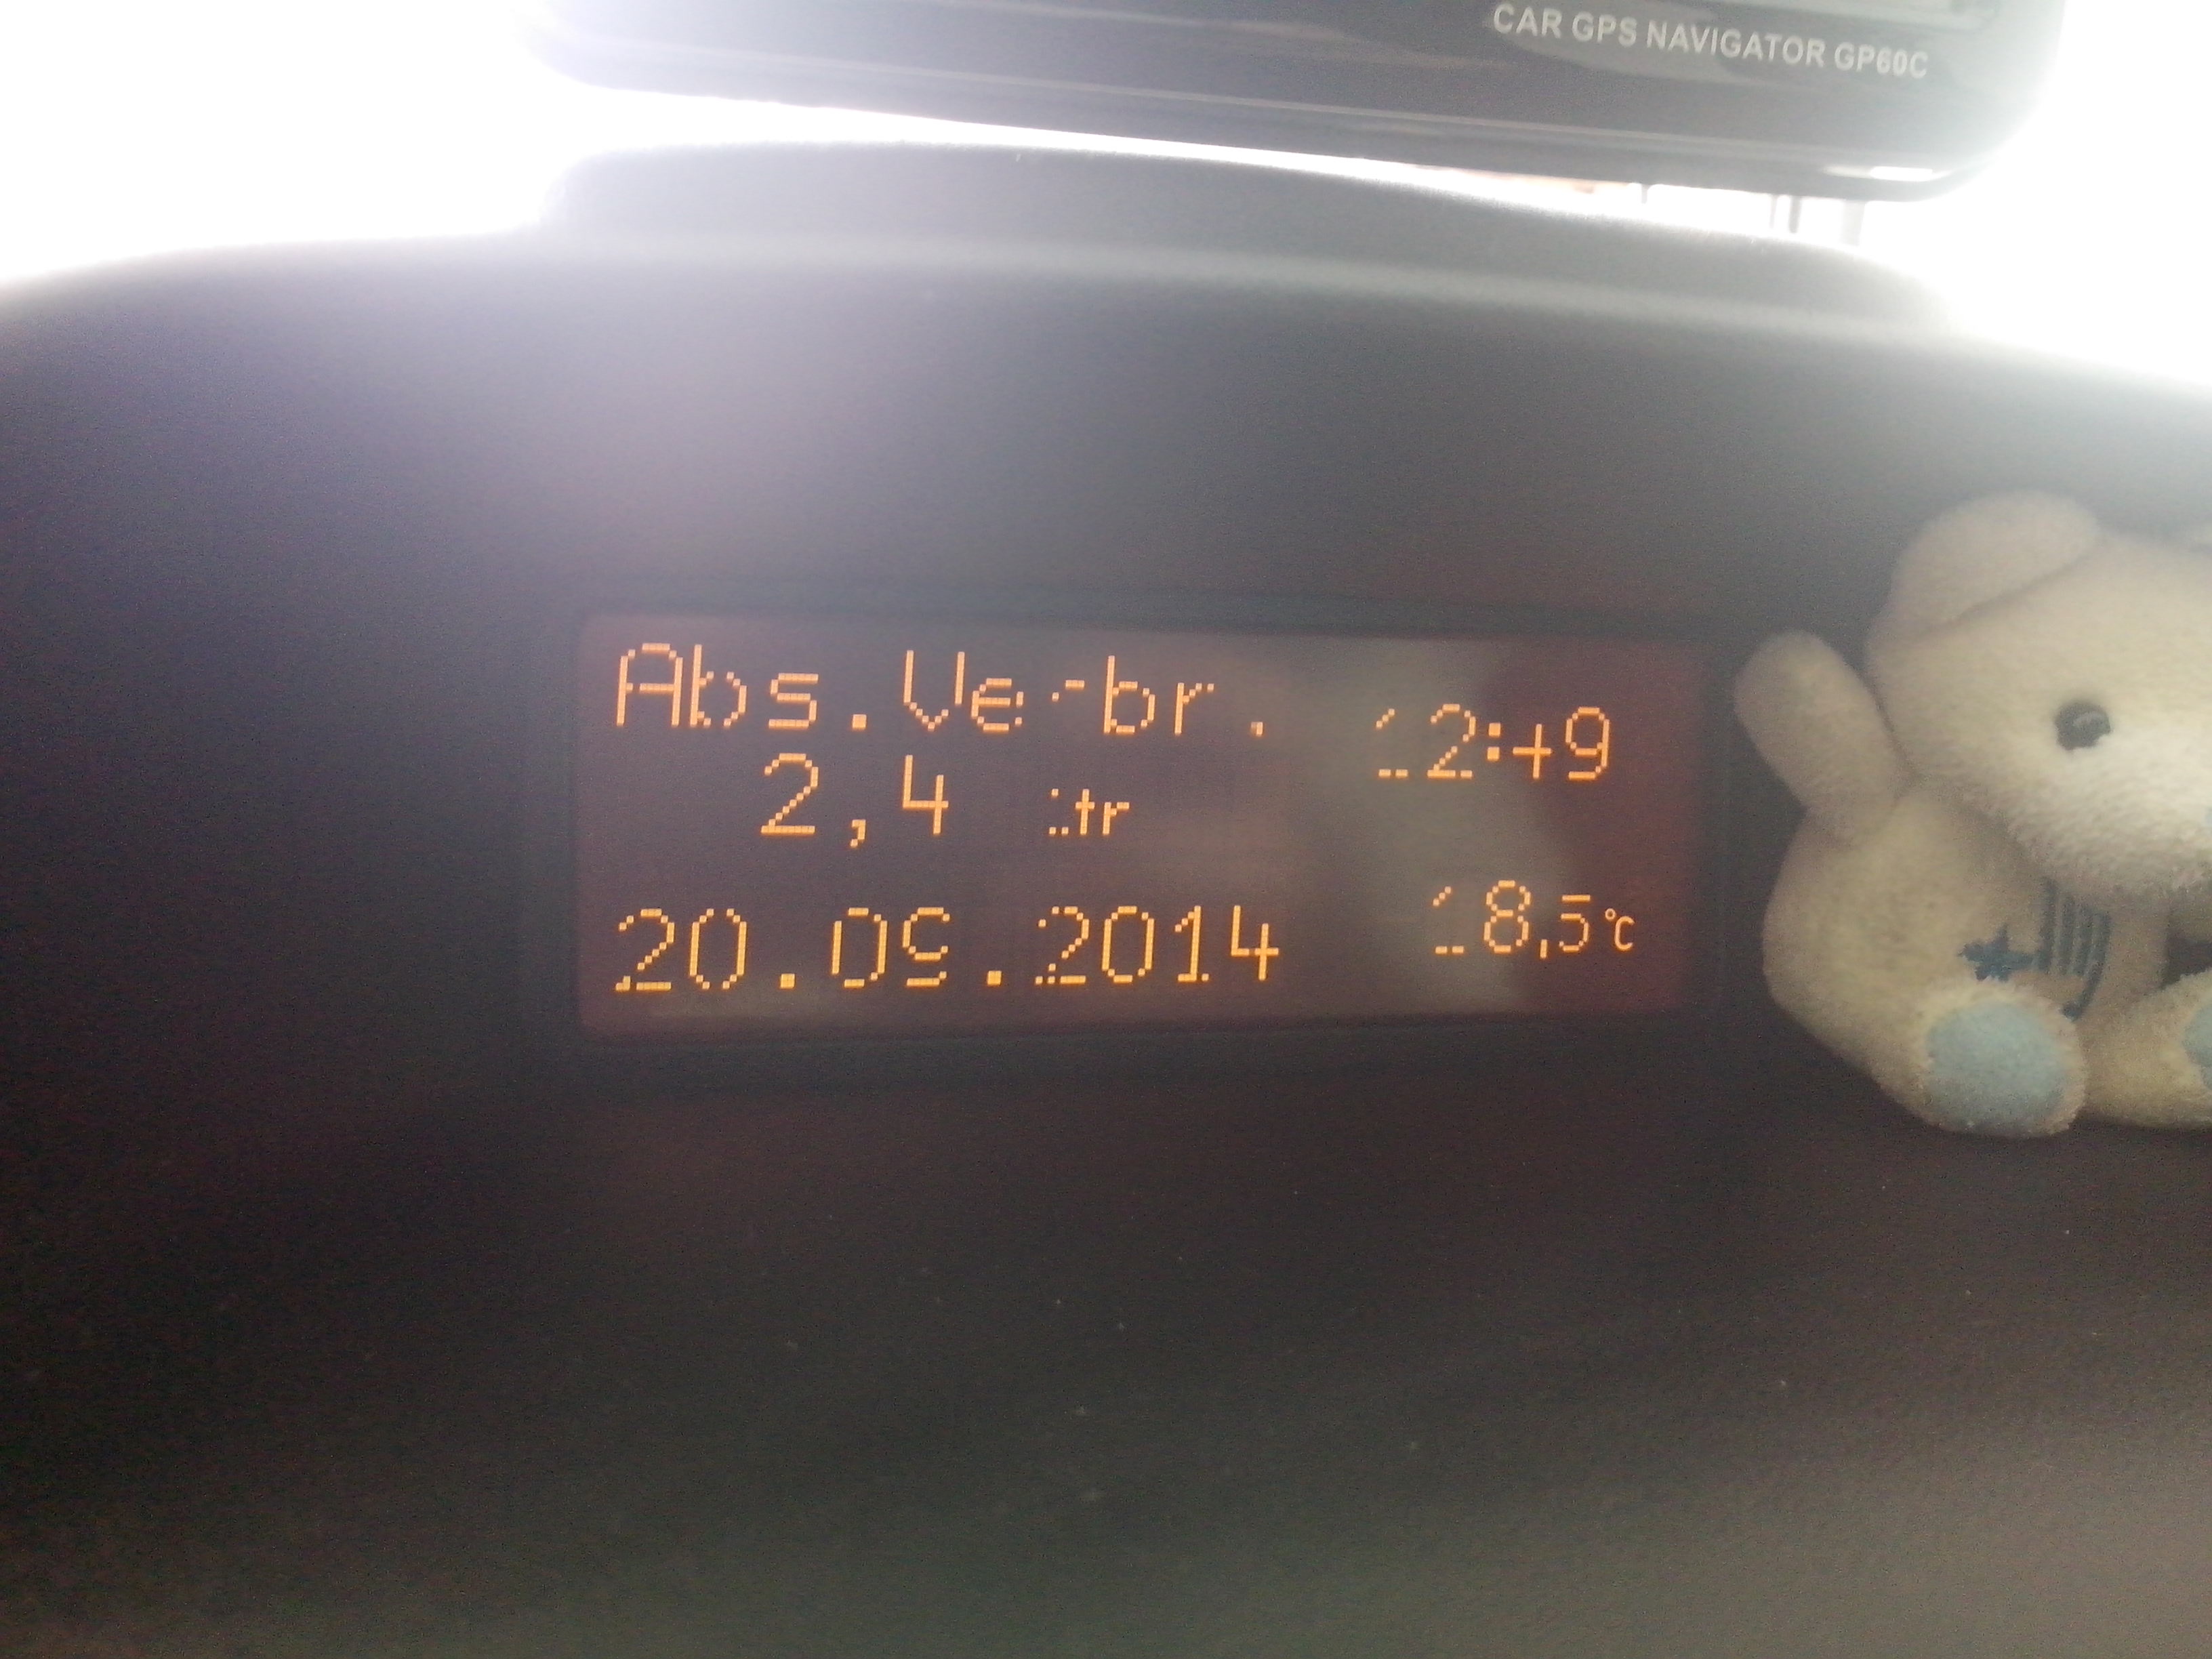 CAR GPS NAVIGATOR GP60C
Abs.Verbr.
12:49
2,4 Ltr
20.09.2014
18,5°C